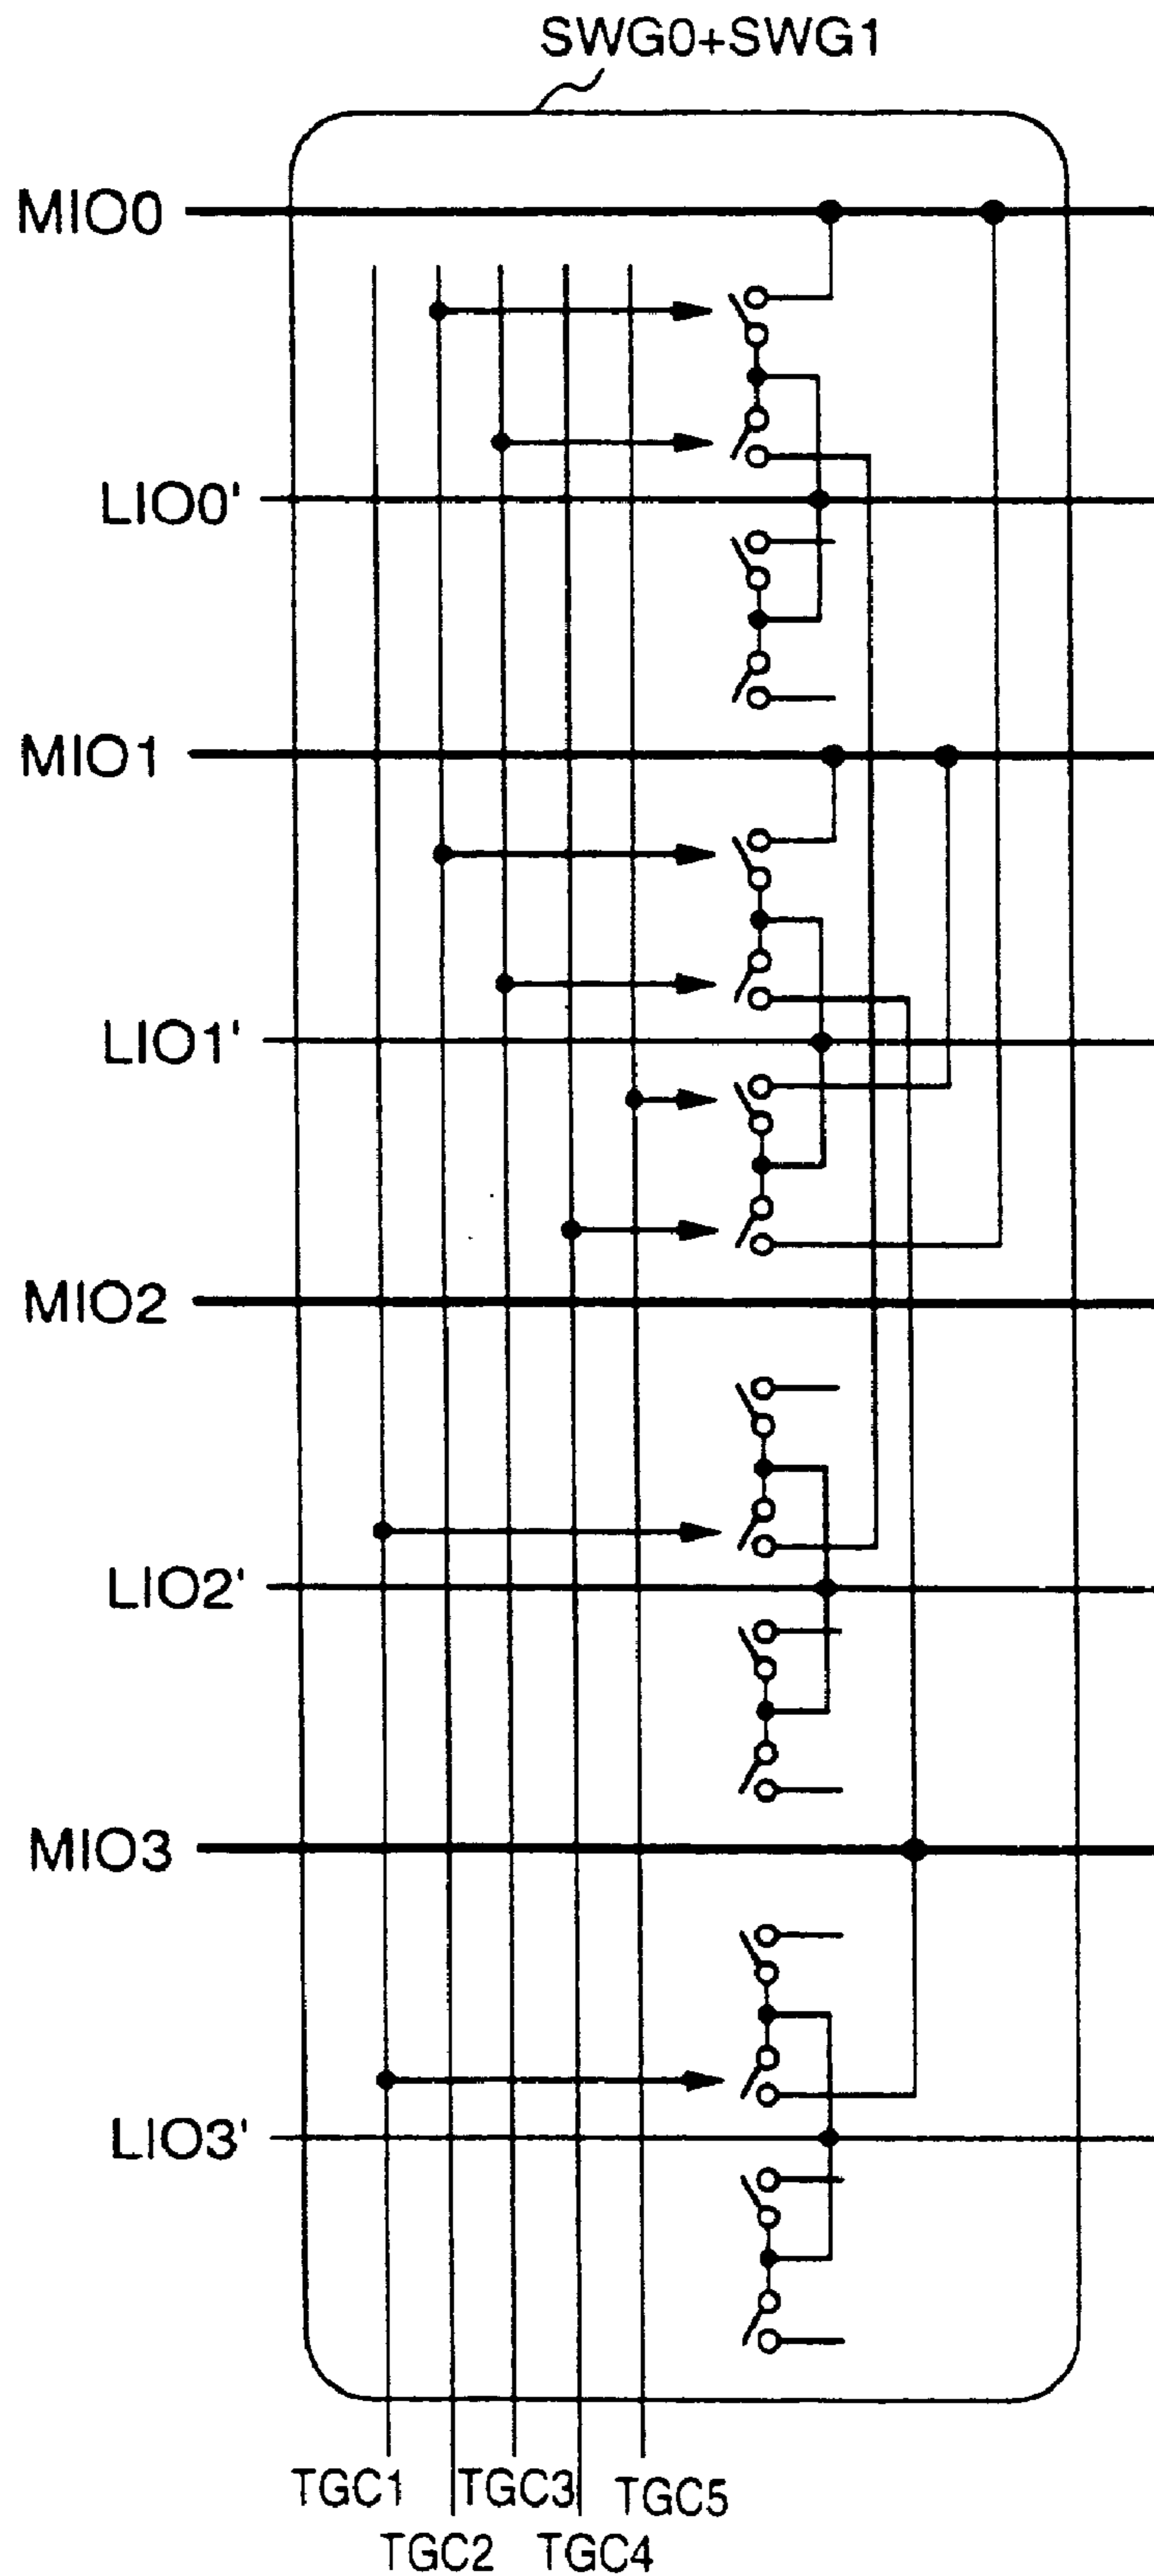 SWG0+SWG1
MIO0
LIO0'
MIO1
LIO1'
MIO2
LIO2'
MIO3
LIO3'
TGC1 TGC3 TGC5
TGC2 TGC4